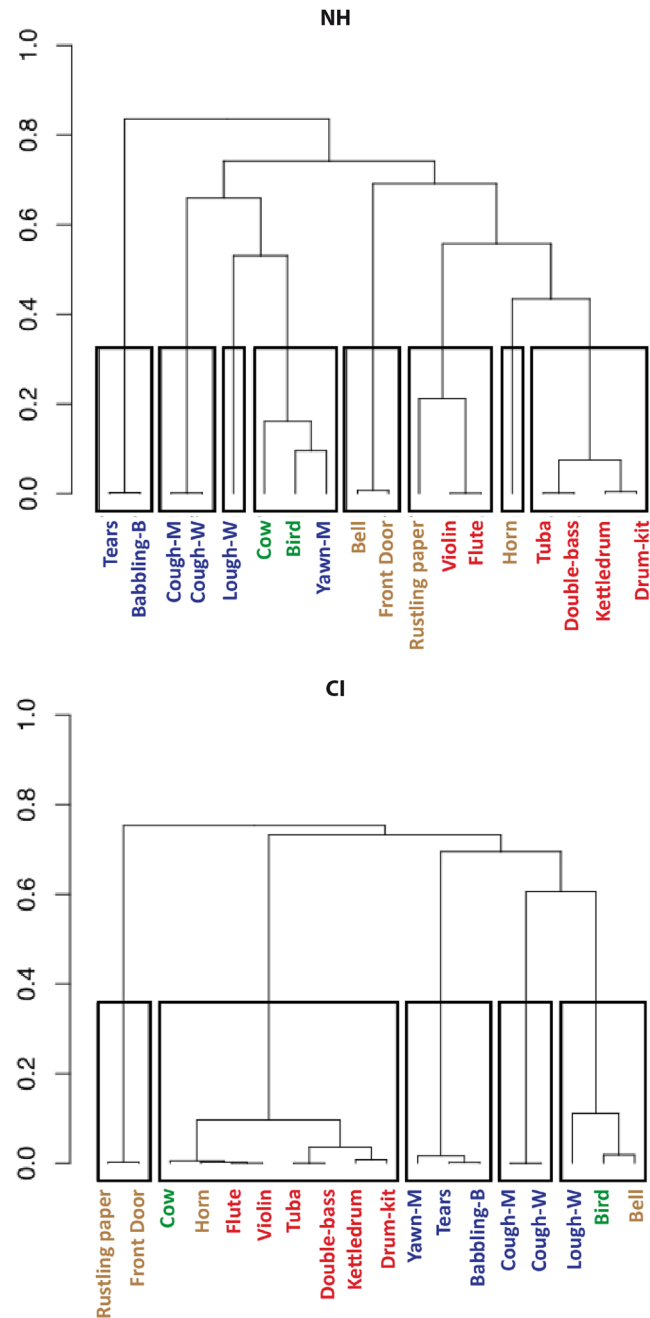 NH
1.0
0.8
0.6
0.4
0.2
0.0
Tears
Babbling-B
Cough-M
Cough-W
Lough-W
Cow
Bird
Yawn-M
Bell
Front Door
Rustling paper
Violin
Flute
Horn
Tuba
Double-bass
Kettledrum
Drum-kit
CI
1.0
0.8
0.6
0.4
0.2
0.0
Rustling paper
Front Door
Cow
Horn
Flute
Violin
Tuba
Double-bass
Kettledrum
Drum-kit
Yawn-M
Tears
Babbling-B
Cough-M
Cough-W
Lough-W
Bird
Bell